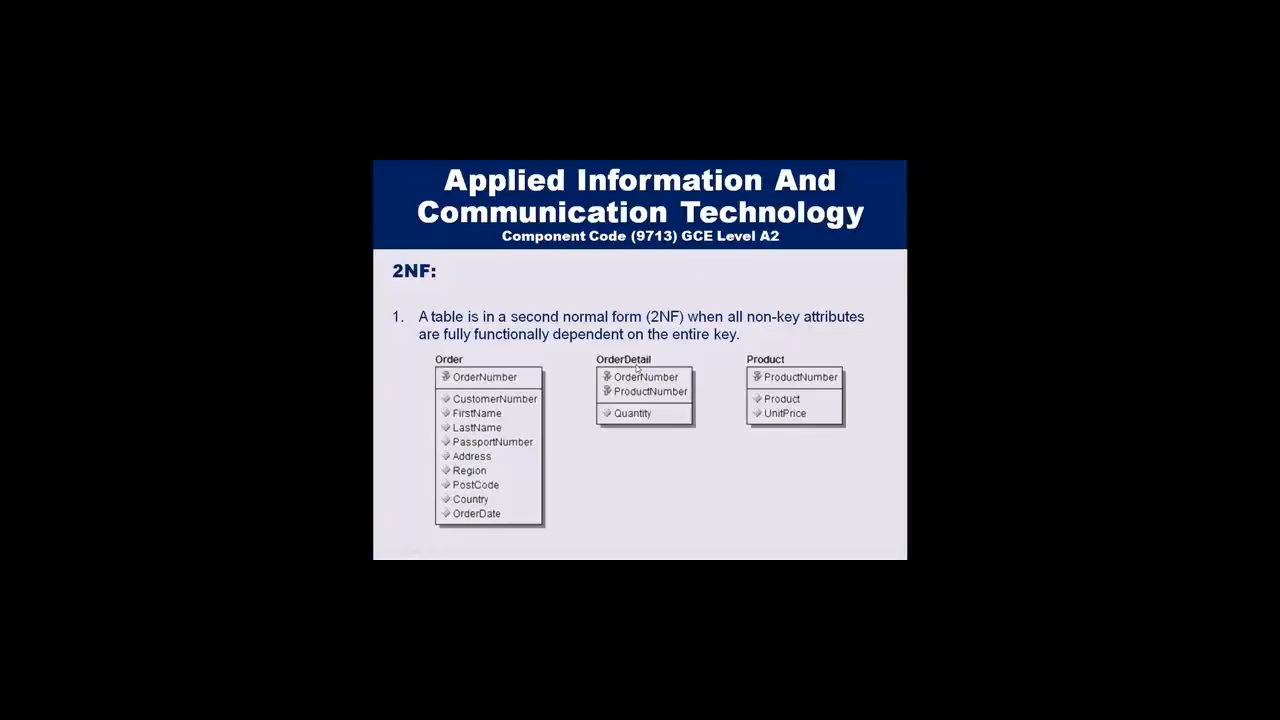 Applied Information And
Communication Technology
Component Code (9713) GCE Level A2
2NF:
1. A table is in a second normal form (2NF) when all non-key attributes
are fully functionally dependent on the entire key.
Order
OrderNumber
CustomerNumber
FirstName
LastName
PassportNumber
Address
Region
PostCode
Country
OrderDate
OrderDetail
OrderNumber
ProductNumber
Quantity
Product
ProductNumber
Product
UnitPrice